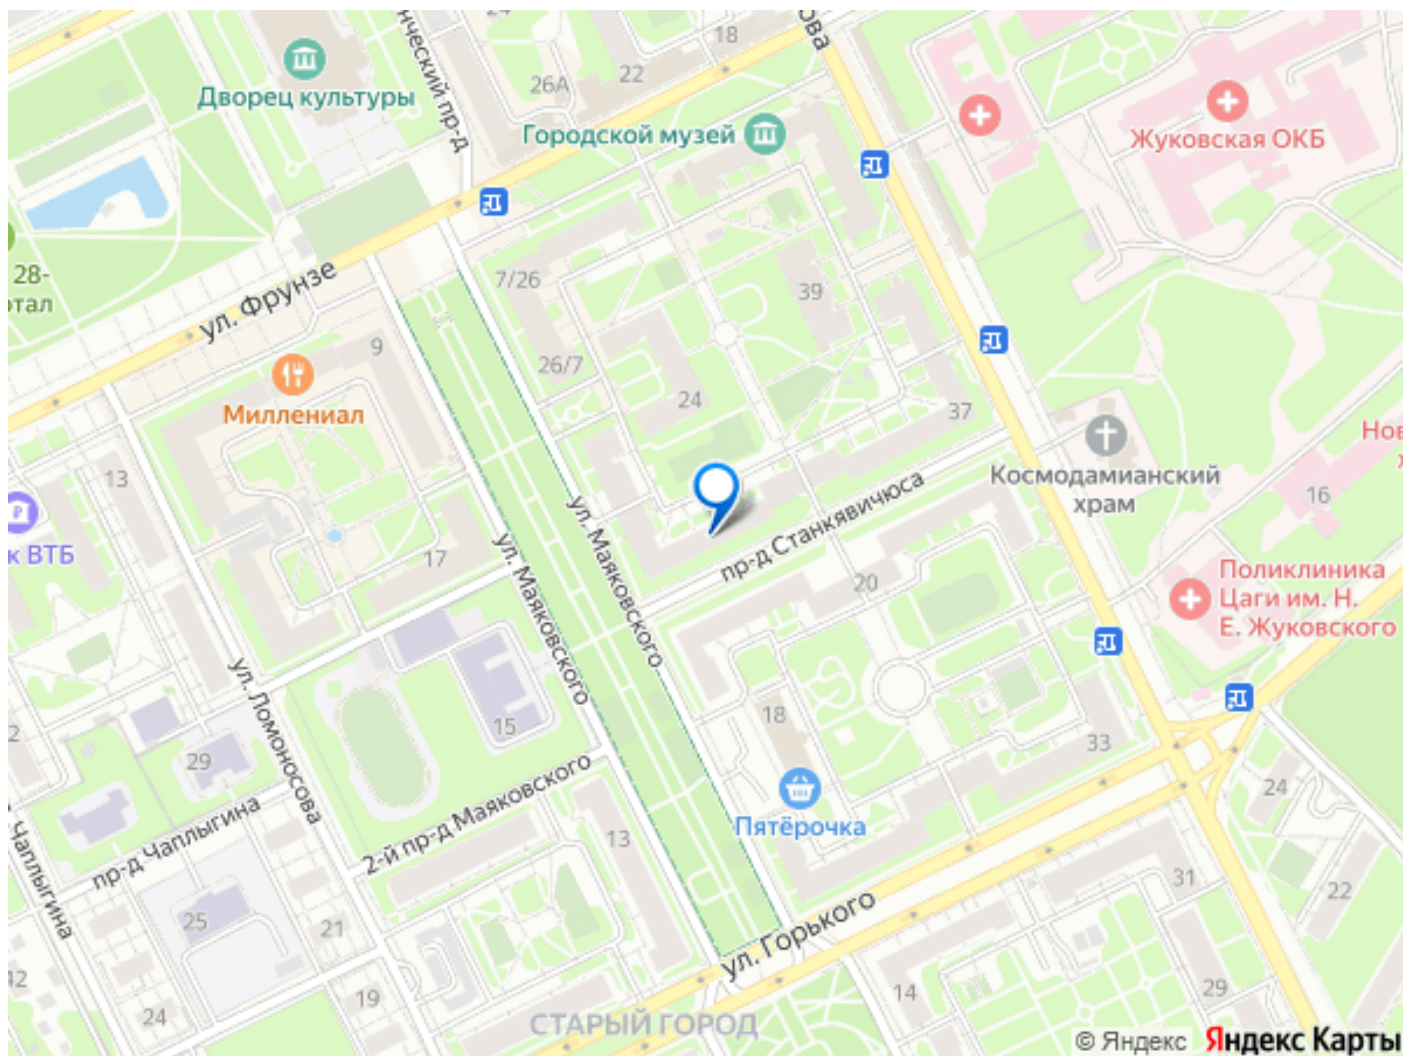 18
24
22
26А
Дворец культуры
Городской музей
Жуковская ОКБ
28-
7/26
39
ул. Фрунзе
9
26/7
Миллениал
24
37
Космодамианский
храм
13
16
ВТБ
ул. Маяковского
ул. Маяковского
пр-д Станкявичюса
17
20
Поликлиника
Цаги им. Н.
Е. Жуковского
ул. Ломоносова
15
18
33
29
2-й пр-д Маяковского
24
Пятёрочка
пр-д Чаплыгина
Чаплыгина
13
31
22
25
21
ул. Горького
19
14
29
24
СТАРЫЙ ГОРОД
© Яндекс Яндекс Карты